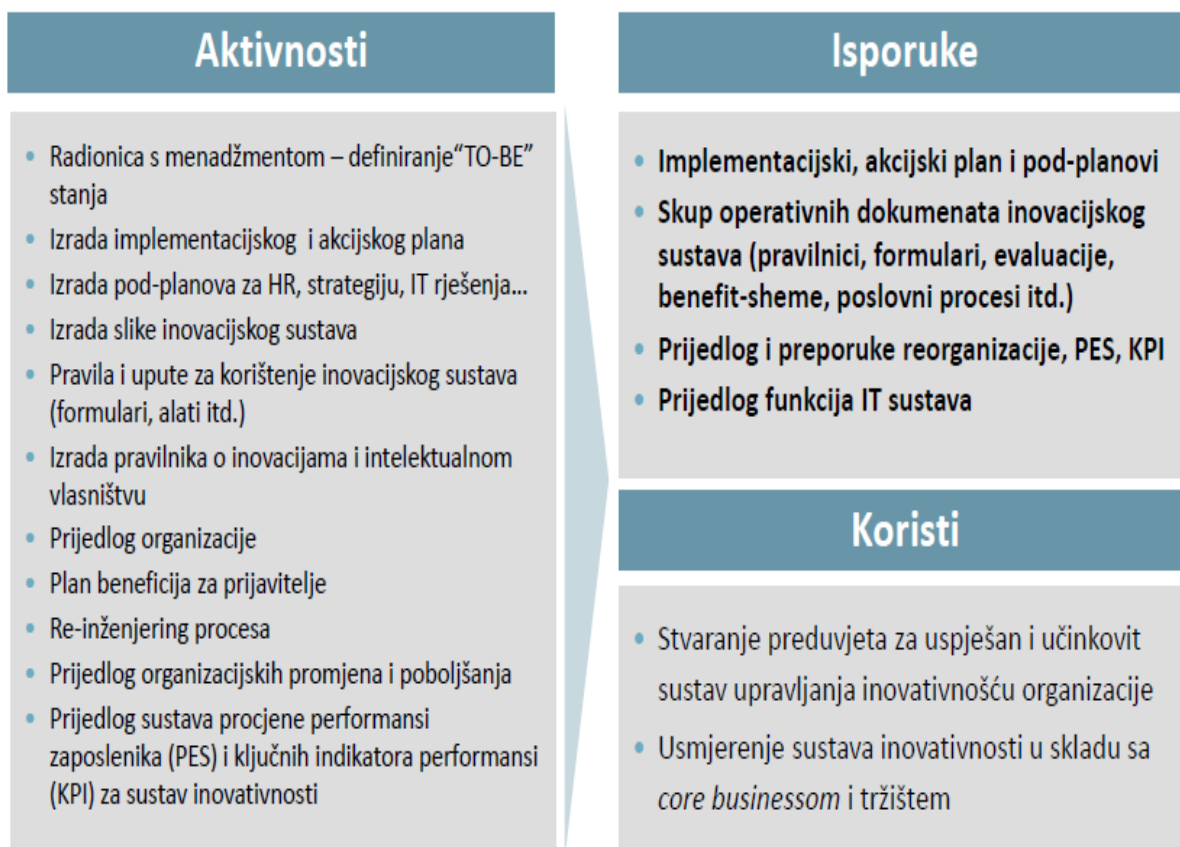 Aktivnosti
• Radionica s menadžmentom – definiranje“TO-BE”
stanja
• Izrada implementacijskog  i akcijskog plana
• Izrada pod-planova za HR, strategiju, IT rješenja...
• Izrada slike inovacijskog sustava
• Pravila i upute za korištenje inovacijskog sustava
(formulari, alati itd.)
• Izrada pravilnika o inovacijama i intelektualnom
vlasništvu
• Prijedlog organizacije
• Plan beneficija za prijavitelje
• Re-inženjering procesa
• Prijedlog organizacijskih promjena i poboljšanja
• Prijedlog sustava procjene performansi
zaposlenika (PES) i ključnih indikatora performansi
(KPI) za sustav inovativnosti
Isporuke
• Implementacijski, akcijski plan i pod-planovi
• Skup operativnih dokumenata inovacijskog
sustava (pravilnici, formulari, evaluacije,
benefit-sheme, poslovni procesi itd.)
• Prijedlog i preporuke reorganizacije, PES, KPI
• Prijedlog funkcija IT sustava
Koristi
• Stvaranje preduvjeta za uspješan i učinkovit
sustav upravljanja inovativnošću organizacije
• Usmjerenje sustava inovativnosti u skladu sa
core businessom i tržištem